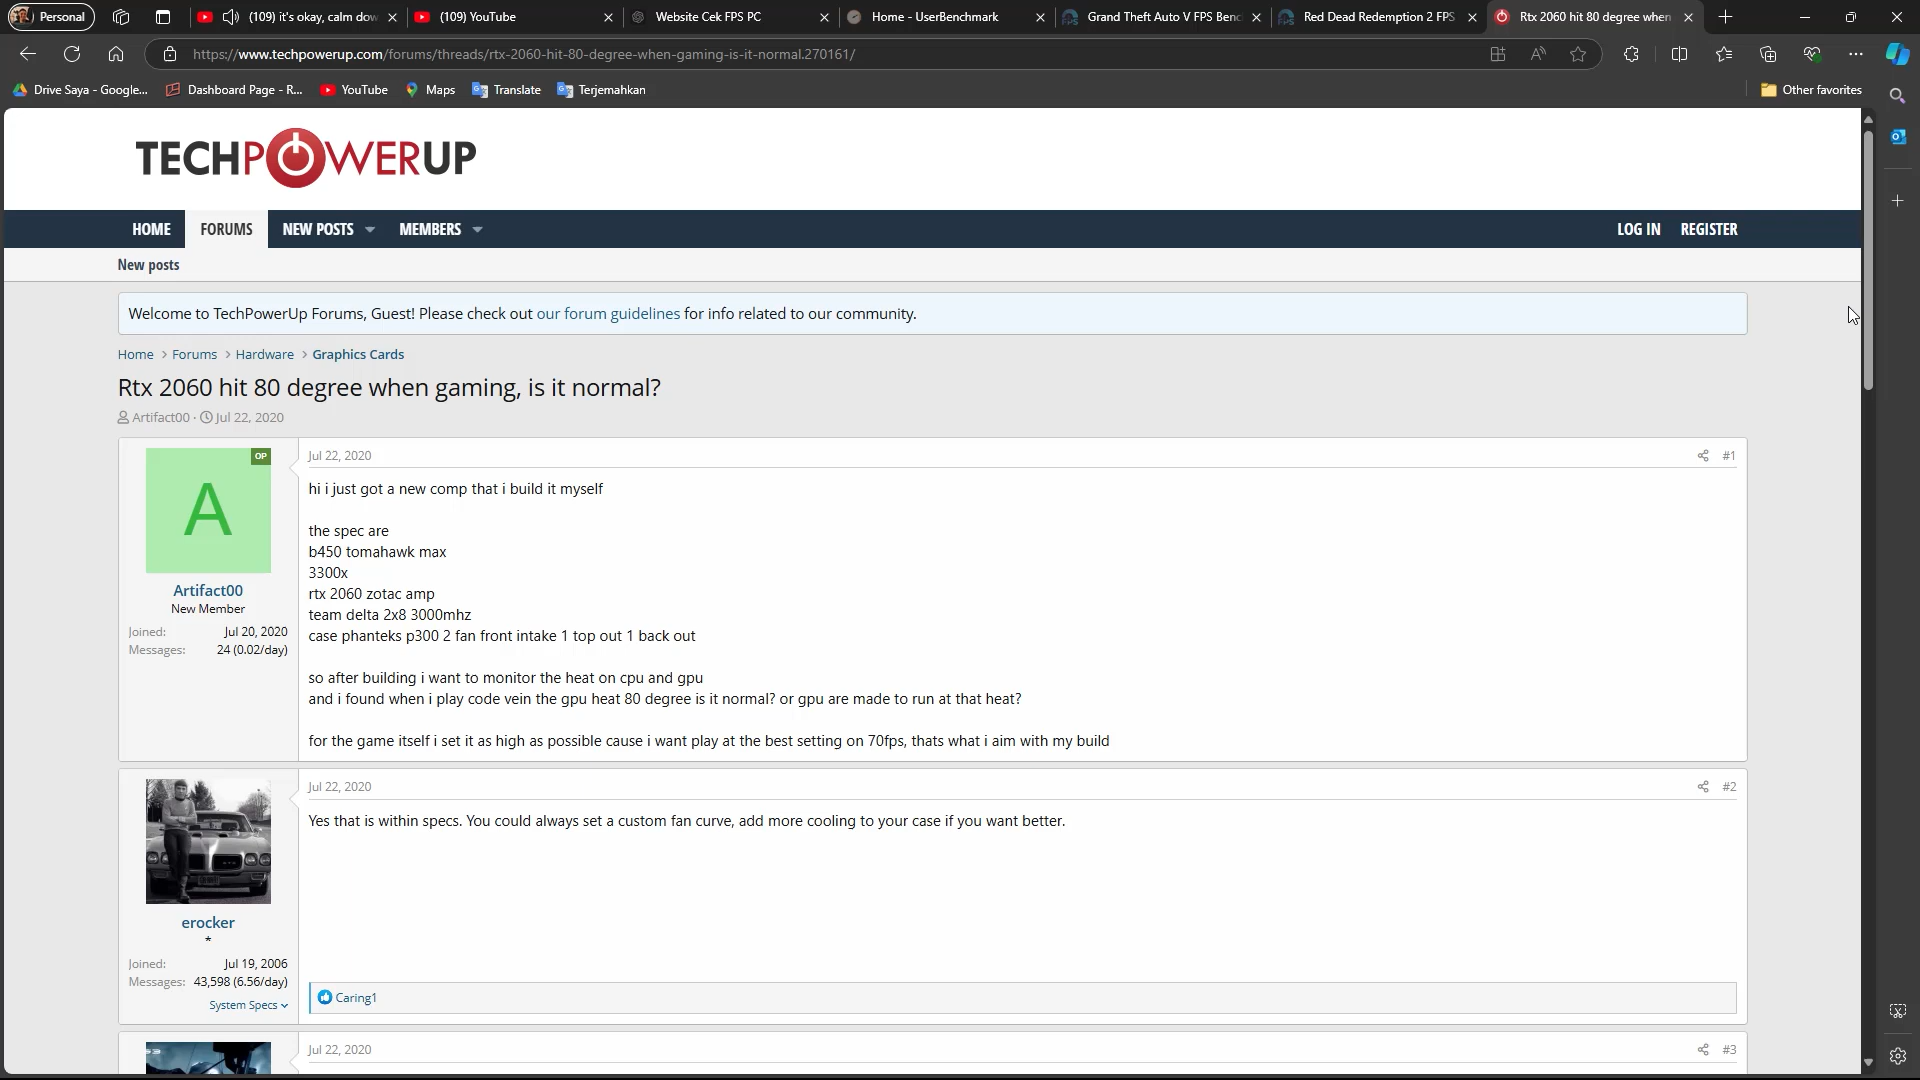 Personal
(109) it's okay, calm dow
(109) YouTube
Website Cek FPS PC
Home - UserBenchmark
Grand Theft Auto V FPS Benc
Red Dead Redemption 2 FPS
Rtx 2060 hit 80 degree when
https://www.techpowerup.com/forums/threads/rtx-2060-hit-80-degree-when-gaming-is-it-normal.270161/
Drive Saya - Google...
Dashboard Page - R...
YouTube
Maps
Translate
Terjemahkan
Other favorites
TECHPOWERUP
HOME
FORUMS
NEW POSTS
MEMBERS
LOG IN
REGISTER
New posts
Welcome to TechPowerUp Forums, Guest! Please check out our forum guidelines for info related to our community.
Home > Forums > Hardware > Graphics Cards
Rtx 2060 hit 80 degree when gaming, is it normal?
Artifact00 · Jul 22, 2020
OP
A
Artifact00
New Member
Joined: Jul 20, 2020
Messages: 24 (0.02/day)
Jul 22, 2020
#1
hi i just got a new comp that i build it myself
the spec are
b450 tomahawk max
3300x
rtx 2060 zotac amp
team delta 2x8 3000mhz
case phanteks p300 2 fan front intake 1 top out 1 back out
so after building i want to monitor the heat on cpu and gpu
and i found when i play code vein the gpu heat 80 degree is it normal? or gpu are made to run at that heat?
for the game itself i set it as high as possible cause i want play at the best setting on 70fps, thats what i aim with my build
erocker
*
Joined: Jul 19, 2006
Messages: 43,598 (6.56/day)
System Specs
Jul 22, 2020
#2
Yes that is within specs. You could always set a custom fan curve, add more cooling to your case if you want better.
Caring1
Jul 22, 2020
#3